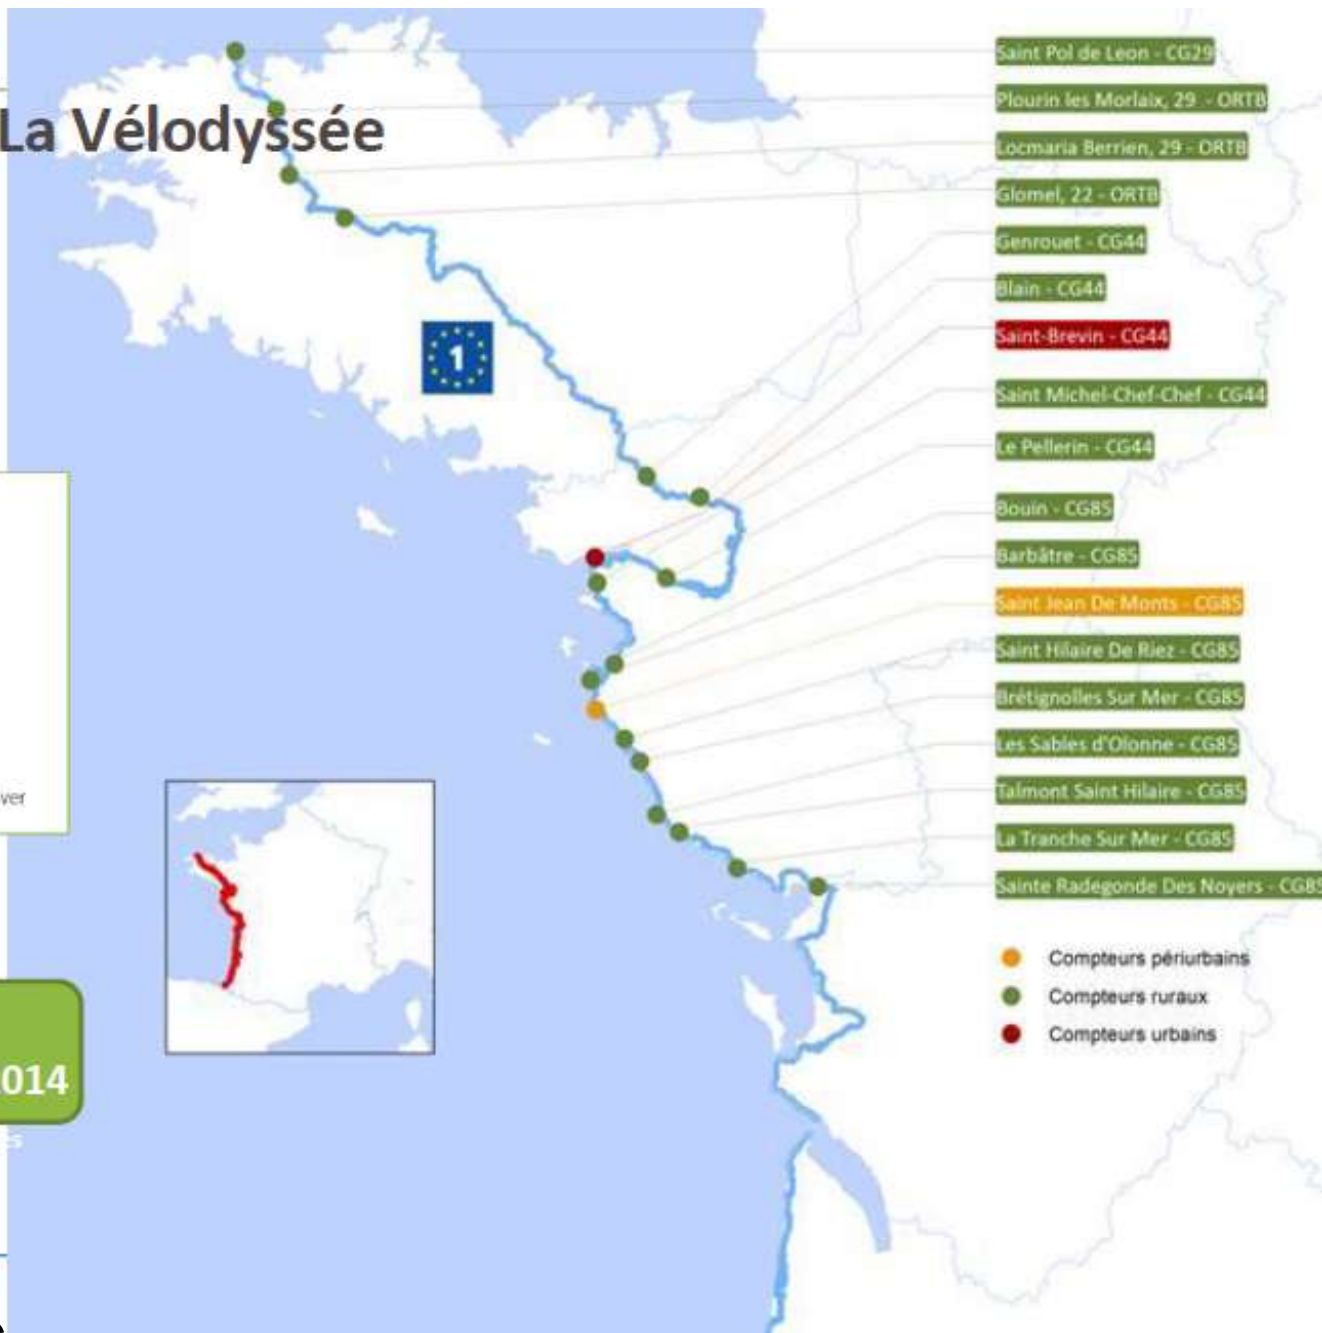 La Vélodyssée
Saint Pol de Leon - CG29
Plourin les Morlaix, 29 - ORTB
Locmaria Berrien, 29 - ORTB
Glomel, 22 - ORTB
Genrouet - CG44
Blain - CG44
Saint-Brevin - CG44
Saint Michel-Chef-Chef - CG44
Le Pellerin - CG44
Bouin - CG85
Barbâtre - CG85
Saint Jean De Monts - CG85
Saint Hilaire De Riez - CG85
Brétignolles Sur Mer - CG85
Les Sables d'Olonne - CG85
Talmont Saint Hilaire - CG85
La Tranche Sur Mer - CG85
Sainte Radegonde Des Noyers - CG85
1
ver
Compteurs périurbains
Compteurs ruraux
Compteurs urbains
014